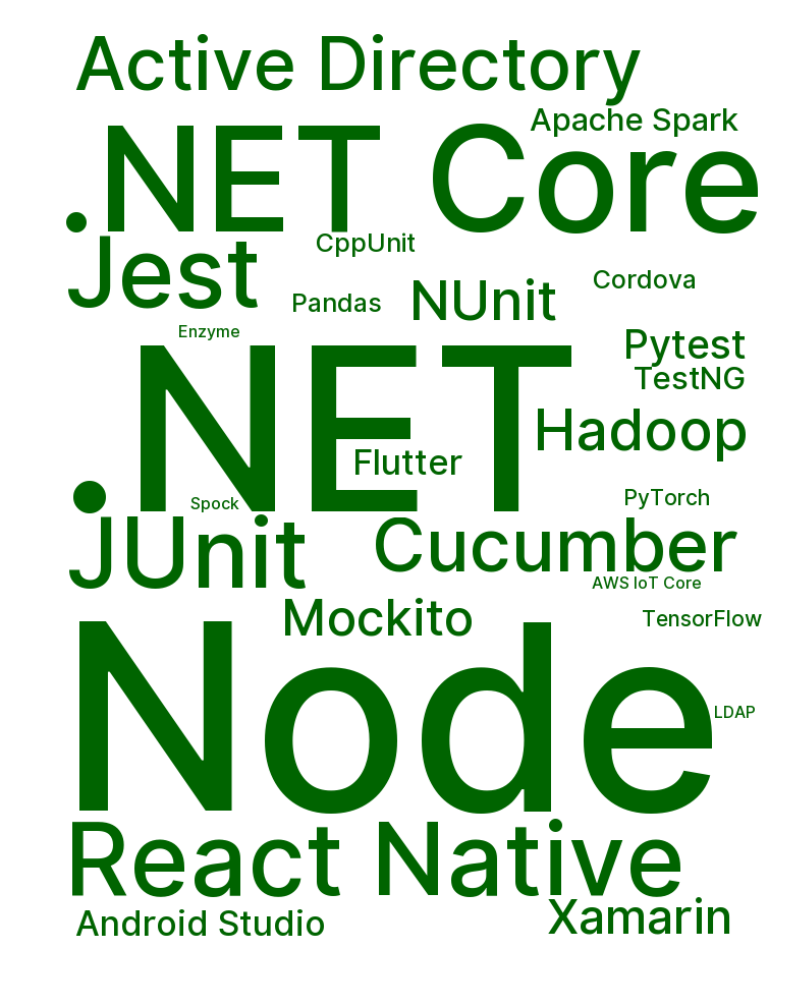 Active Directory
Apache Spark
.NET Core
Jest
CppUnit
Cordova
Pandas
NUnit
Enzyme
Pytest
TestNG
.NET
Hadoop
Flutter
Spock
PyTorch
JUnit
Cucumber
AWS IoT Core
Mockito
TensorFlow
Node
LDAP
React Native
Android Studio
Xamarin